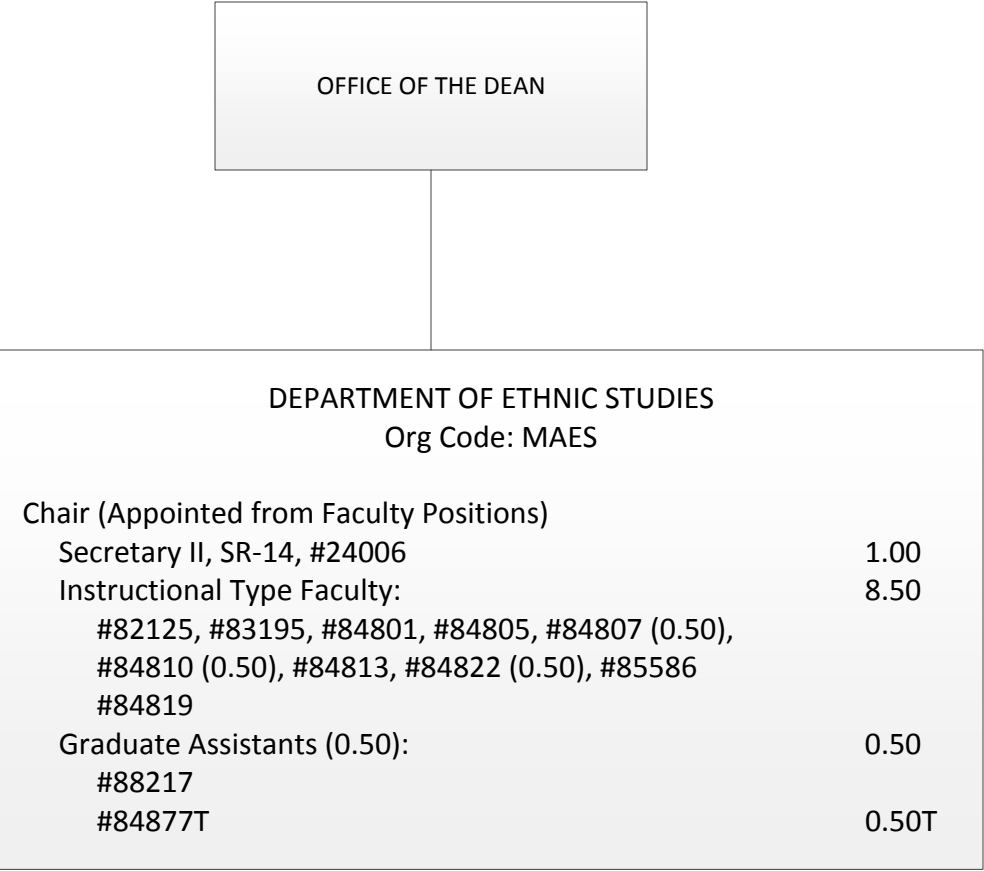 OFFICE OF THE DEAN
DEPARTMENT OF ETHNIC STUDIES
Org Code: MAES
Chair (Appointed from Faculty Positions)
Secretary II, SR-14, #24006 1.00
Instructional Type Faculty: 8.50
#82125, #83195, #84801, #84805, #84807 (0.50),
#84810 (0.50), #84813, #84822 (0.50), #85586
#84819
Graduate Assistants (0.50): 0.50
#88217
#84877T 0.50T